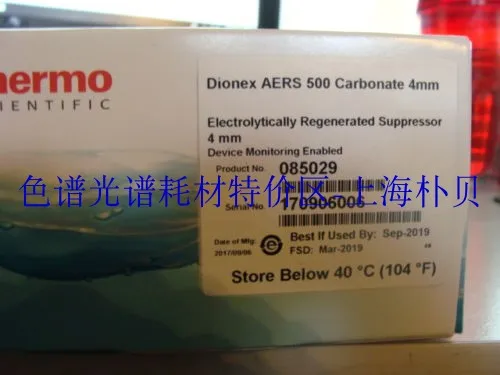 hermo
CIENTIFIC
Dionex AERS 500 Carbonate 4mm
Electrolytically Regenerated Suppressor
4 mm
Device Monitoring Enabled
Product No. 085029
色谱光谱耗材特价区 上海朴贝
Serial No. 170906006
Date of Mfg: Best If Used By: Sep-2019
2017/09/06 FSD: Mar-2019
Store Below 40 °C (104 °F)